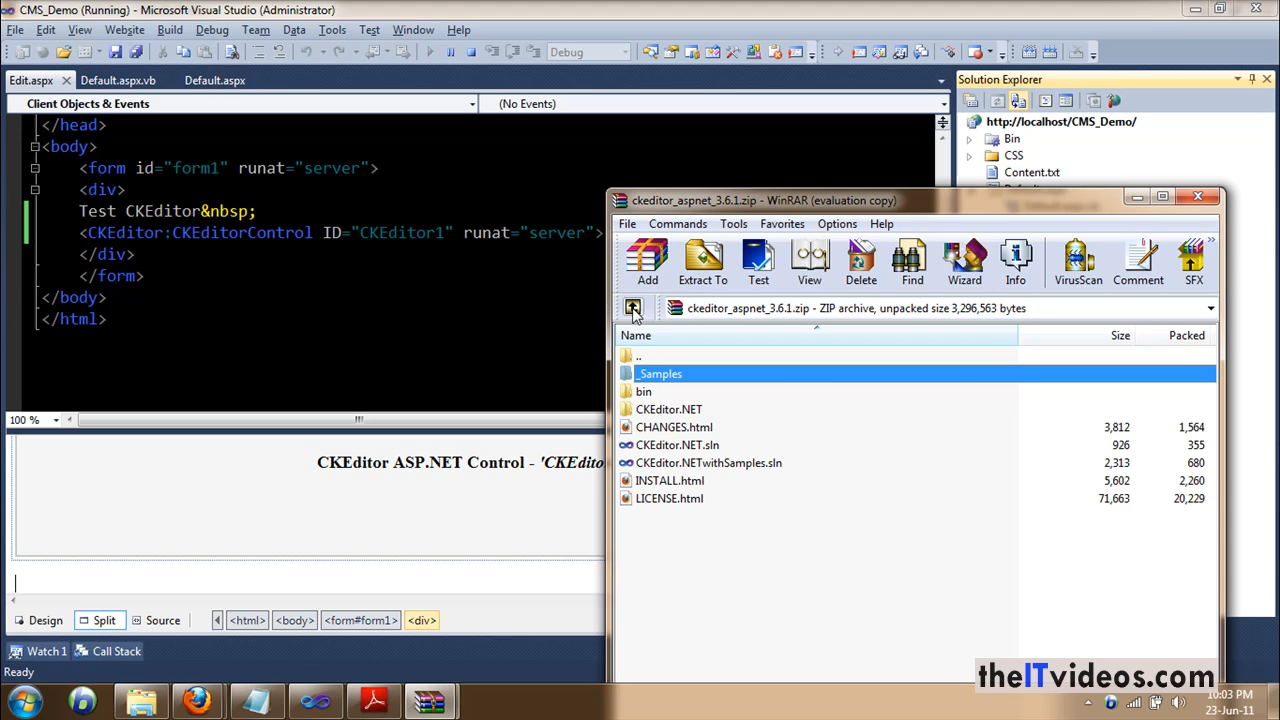 CMS_Demo (Running) - Microsoft Visual Studio (Administrator)
File Edit View Website Build Debug Team Data Tools Test Window Help
Debug
Edit.aspx Default.aspx.vb Default.aspx
Client Objects & Events (No Events)
</head>
<body>
<form id="form1" runat="server">
<div>
Test CKEditor&nbsp;
<CKEditor:CKEditorControl ID="CKEditor1" runat="server">
</div>
</form>
</body>
</html>
100 %
CKEditor ASP.NET Control - 'CKEdito
Design Split Source <html> <body> <form#form1> <div>
Watch 1 Call Stack
Ready
Solution Explorer
http://localhost/CMS_Demo/
Bin
CSS
Content.txt
ckeditor_aspnet_3.6.1.zip - WinRAR (evaluation copy)
File Commands Tools Favorites Options Help
Add Extract To Test View Delete Find Wizard Info VirusScan Comment SFX
ckeditor_aspnet_3.6.1.zip - ZIP archive, unpacked size 3,296,563 bytes
Name Size Packed
..
_Samples
bin
CKEditor.NET
CHANGES.html 3,812 1,564
CKEditor.NET.sln 926 355
CKEditor.NETwithSamples.sln 2,313 680
INSTALL.html 5,602 2,260
LICENSE.html 71,663 20,229
theITvideos.com
10:03 PM
23-Jun-11